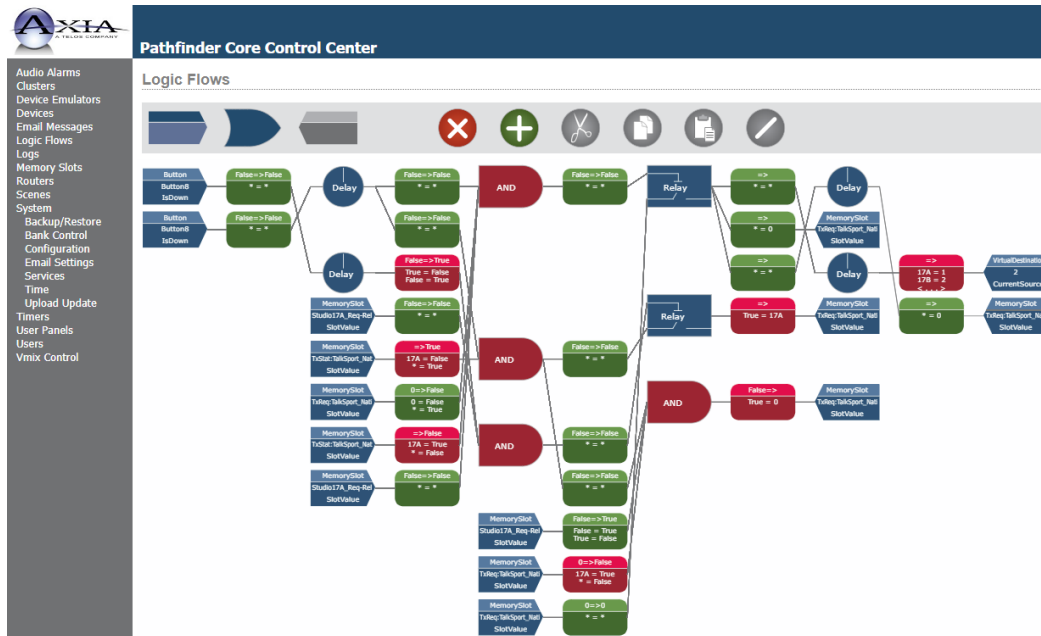 AXIA
A TELOS COMPANY
Pathfinder Core Control Center
Audio Alarms
Clusters
Device Emulators
Devices
Email Messages
Logic Flows
Logs
Memory Slots
Routers
Scenes
System
Backup/Restore
Bank Control
Configuration
Email Settings
Services
Time
Upload Update
Timers
User Panels
Users
Vmix Control
Logic Flows
Button
Button8
IsDown
False=>False
* = *
Delay
False=>False
* = *
AND
False=>False
* = *
Relay
=>
* = *
Delay
Button
Button8
IsDown
False=>False
* = *
False=>False
* = *
=>
* = 0
MemorySlot
TxReq:TalkSport_Nati
SlotValue
Delay
False=>True
True = False
False = True
=>
* = *
Delay
=>
17A = 1
17B = 2
< . . . >
VirtualDestinatio
2
CurrentSource
MemorySlot
Studio17A_Req-Rel
SlotValue
False=>False
* = *
Relay
=>
True = 17A
MemorySlot
TxReq:TalkSport_Nati
SlotValue
=>
* = 0
MemorySlot
TxReq:TalkSport_Na
SlotValue
MemorySlot
TxStat:TalkSport_Nat
SlotValue
=>True
17A = False
* = True
AND
False=>False
* = *
MemorySlot
TxReq:TalkSport_Nati
SlotValue
0=>False
0 = False
* = True
AND
False=>
True = 0
MemorySlot
TxReq:TalkSport_Nati
SlotValue
MemorySlot
TxStat:TalkSport_Nat
SlotValue
=>False
17A = True
* = False
AND
False=>False
* = *
MemorySlot
Studio17A_Req-Rel
SlotValue
False=>False
* = *
False=>False
* = *
MemorySlot
Studio17A_Req-Rel
SlotValue
False=>True
False = True
True = False
MemorySlot
TxReq:TalkSport_Nati
SlotValue
0=>False
17A = True
* = False
MemorySlot
TxReq:TalkSport_Nati
SlotValue
0=>0
* = *